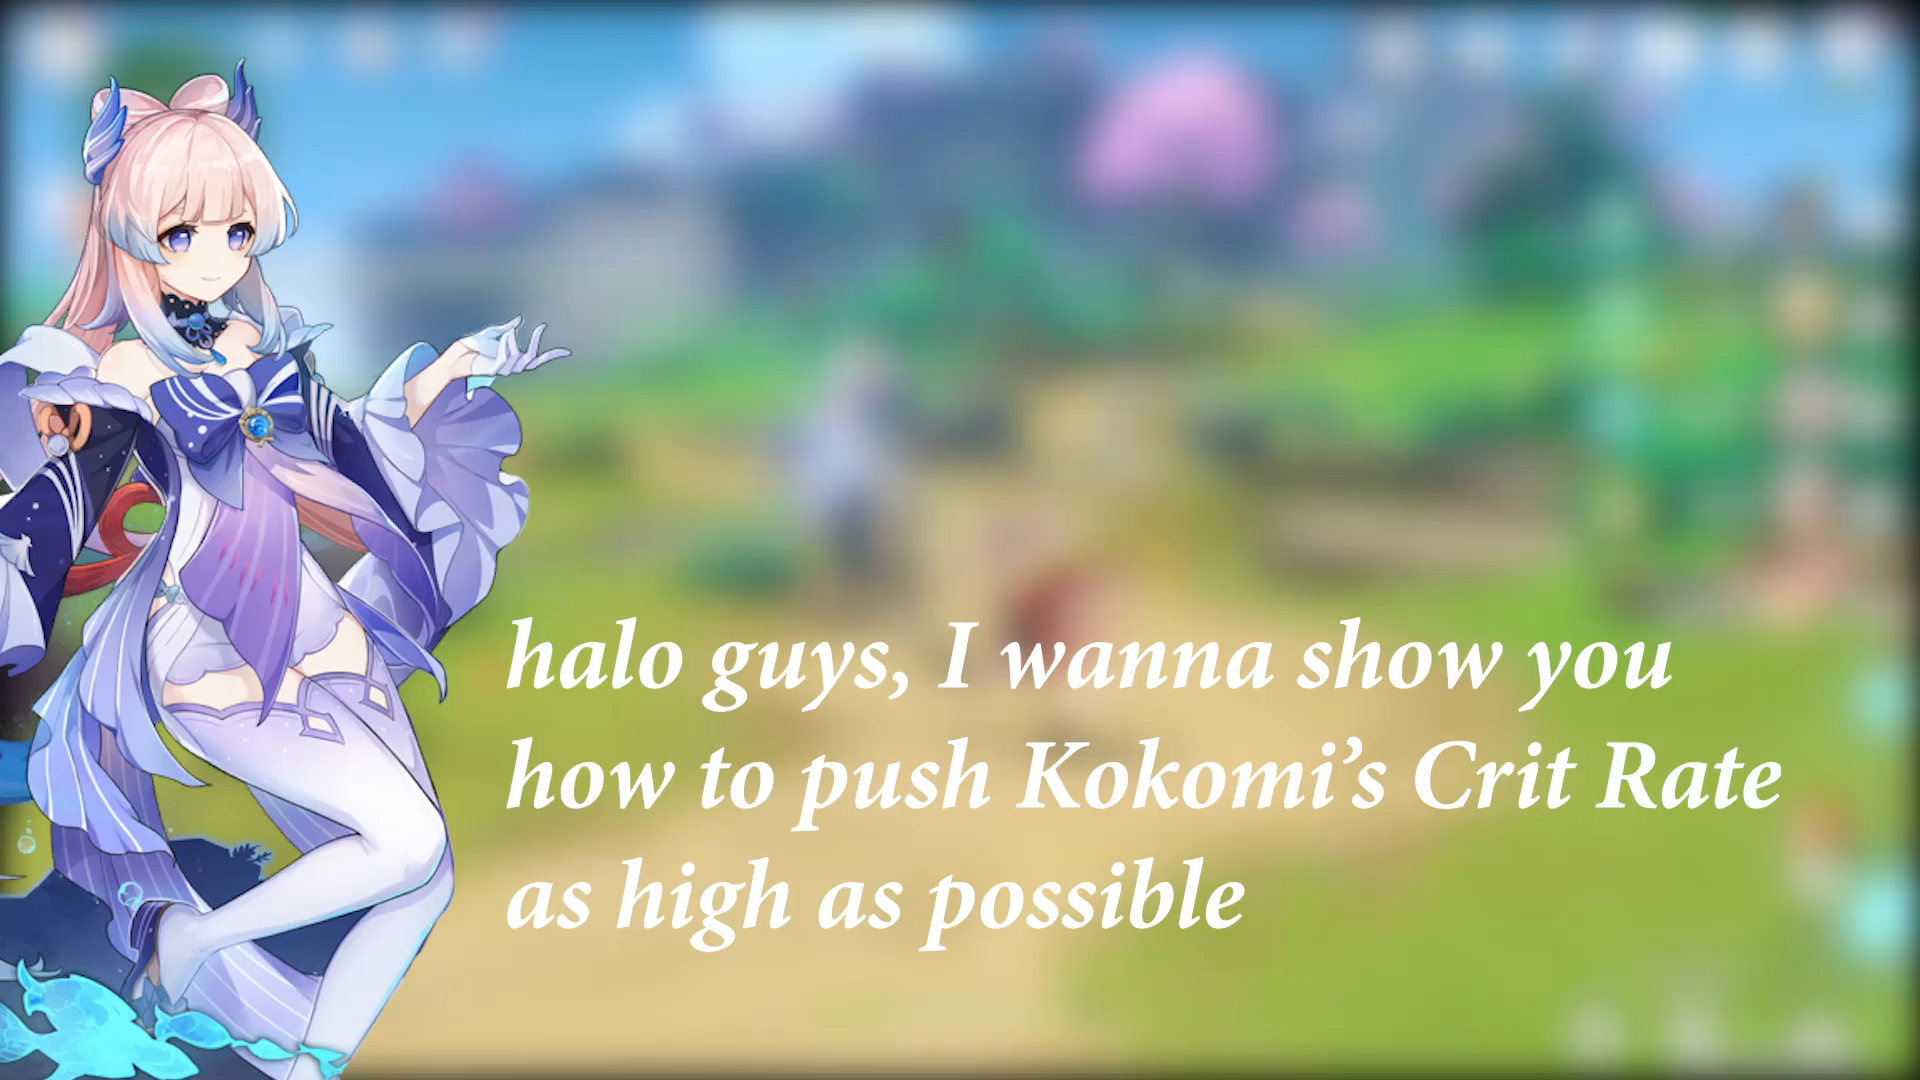 halo guys, I wanna show you
how to push Kokomi’s Crit Rate
as high as possible